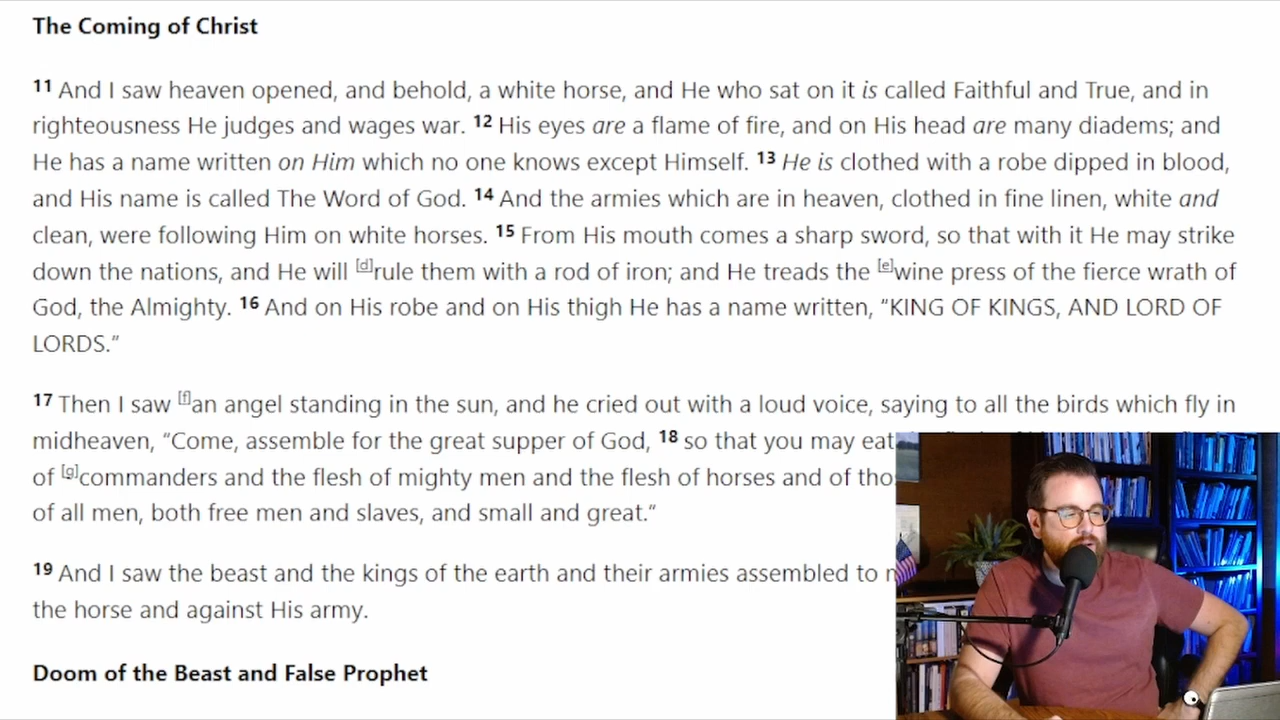 The Coming of Christ
11 And I saw heaven opened, and behold, a white horse, and He who sat on it is called Faithful and True, and in
righteousness He judges and wages war. 12 His eyes are a flame of fire, and on His head are many diadems; and
He has a name written on Him which no one knows except Himself. 13 He is clothed with a robe dipped in blood,
and His name is called The Word of God. 14 And the armies which are in heaven, clothed in fine linen, white and
clean, were following Him on white horses. 15 From His mouth comes a sharp sword, so that with it He may strike
down the nations, and He will [d]rule them with a rod of iron; and He treads the [e]wine press of the fierce wrath of
God, the Almighty. 16 And on His robe and on His thigh He has a name written, “KING OF KINGS, AND LORD OF
LORDS.”
17 Then I saw [f]an angel standing in the sun, and he cried out with a loud voice, saying to all the birds which fly in
midheaven, “Come, assemble for the great supper of God, 18 so that you may eat
of [g]commanders and the flesh of mighty men and the flesh of horses and of tho
of all men, both free men and slaves, and small and great.“
19 And I saw the beast and the kings of the earth and their armies assembled to
the horse and against His army.
Doom of the Beast and False Prophet